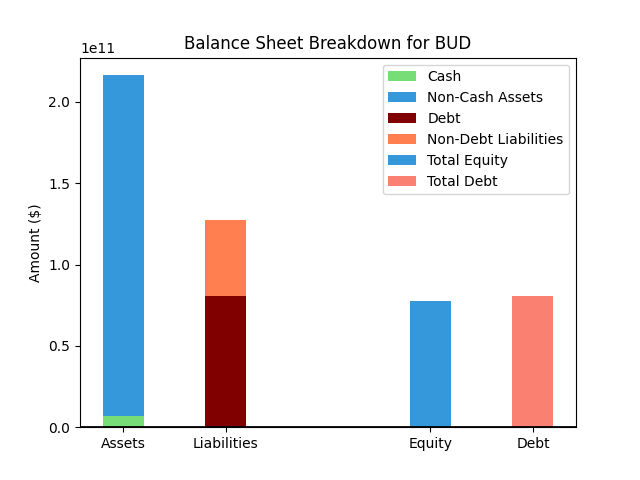 Balance Sheet Breakdown for BUD
1e11
Cash
Non-Cash Assets
Debt
Non-Debt Liabilities
Total Equity
Total Debt
2.0
1.5
1.0
0.5
0.0
Amount ($)
Assets Liabilities Equity Debt